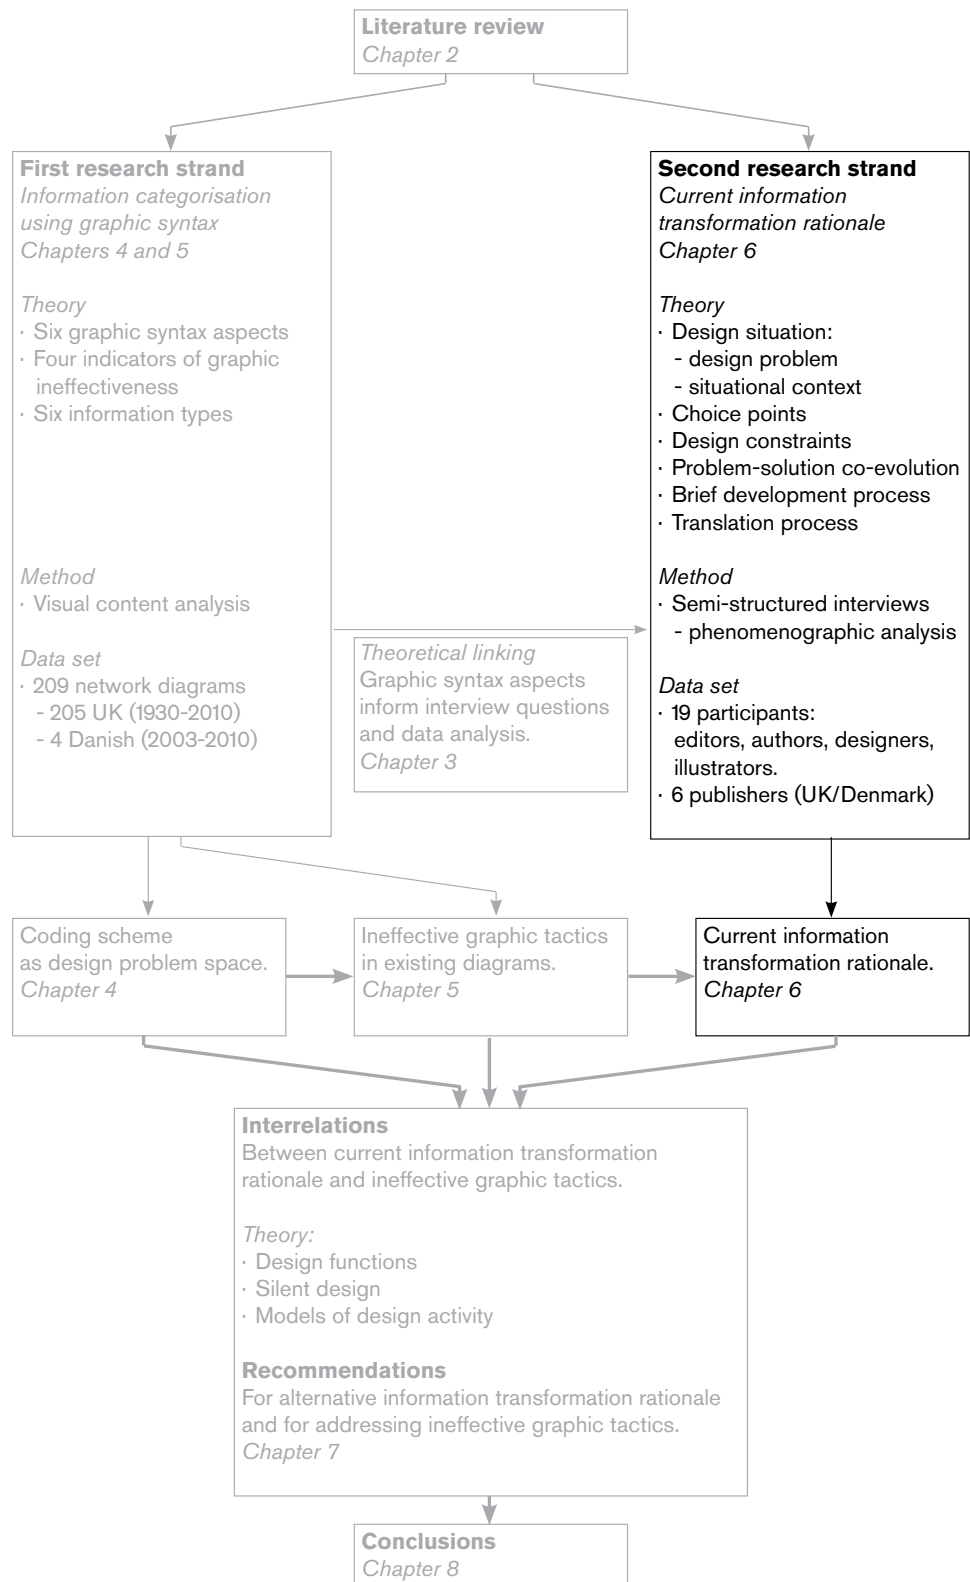 Literature review
Chapter 2
First research strand
Information categorisation
using graphic syntax
Chapters 4 and 5
Theory
· Six graphic syntax aspects
· Four indicators of graphic
ineffectiveness
· Six information types
Method
· Visual content analysis
Data set
· 209 network diagrams
- 205 UK (1930-2010)
- 4 Danish (2003-2010)
Theoretical linking
Graphic syntax aspects
inform interview questions
and data analysis.
Chapter 3
Second research strand
Current information
transformation rationale
Chapter 6
Theory
· Design situation:
- design problem
- situational context
· Choice points
· Design constraints
· Problem-solution co-evolution
· Brief development process
· Translation process
Method
· Semi-structured interviews
- phenomenographic analysis
Data set
· 19 participants:
editors, authors, designers,
illustrators.
· 6 publishers (UK/Denmark)
Coding scheme
as design problem space.
Chapter 4
Ineffective graphic tactics
in existing diagrams.
Chapter 5
Current information
transformation rationale.
Chapter 6
Interrelations
Between current information transformation
rationale and ineffective graphic tactics.
Theory:
· Design functions
· Silent design
· Models of design activity
Recommendations
For alternative information transformation rationale
and for addressing ineffective graphic tactics.
Chapter 7
Conclusions
Chapter 8